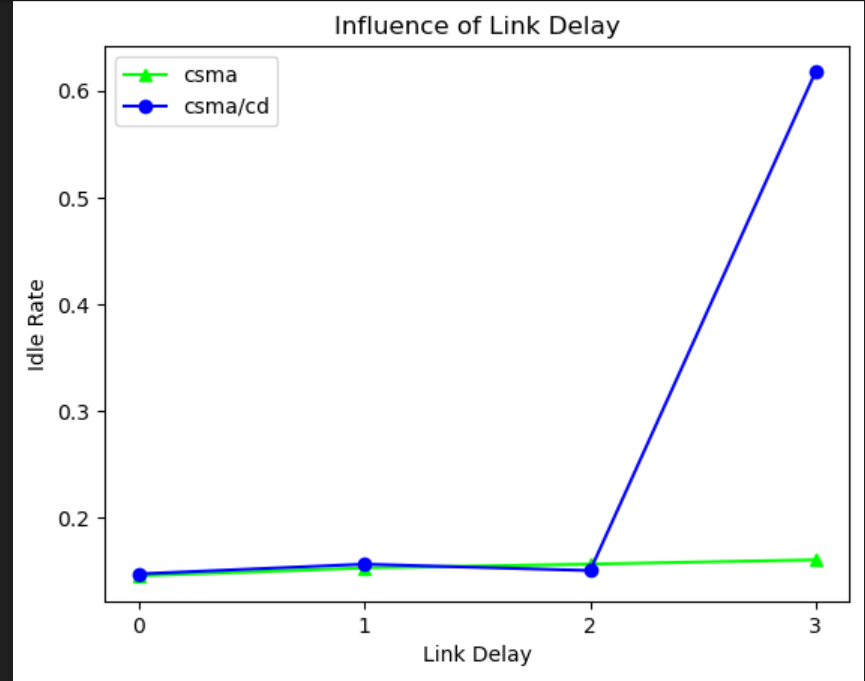 Influence of Link Delay
csma
csma/cd
0.6
0.5
0.4
0.3
0.2
Idle Rate
0 1 2 3
Link Delay